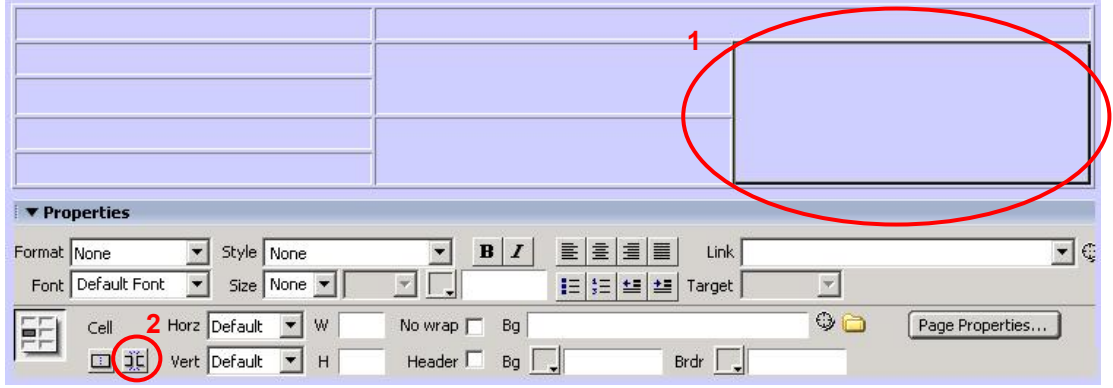 1
Properties
Format None Style None B I Link
Font Default Font Size None Target
Cell 2 Horz Default W No wrap Bg Page Properties...
Vert Default H Header Bg Brdr